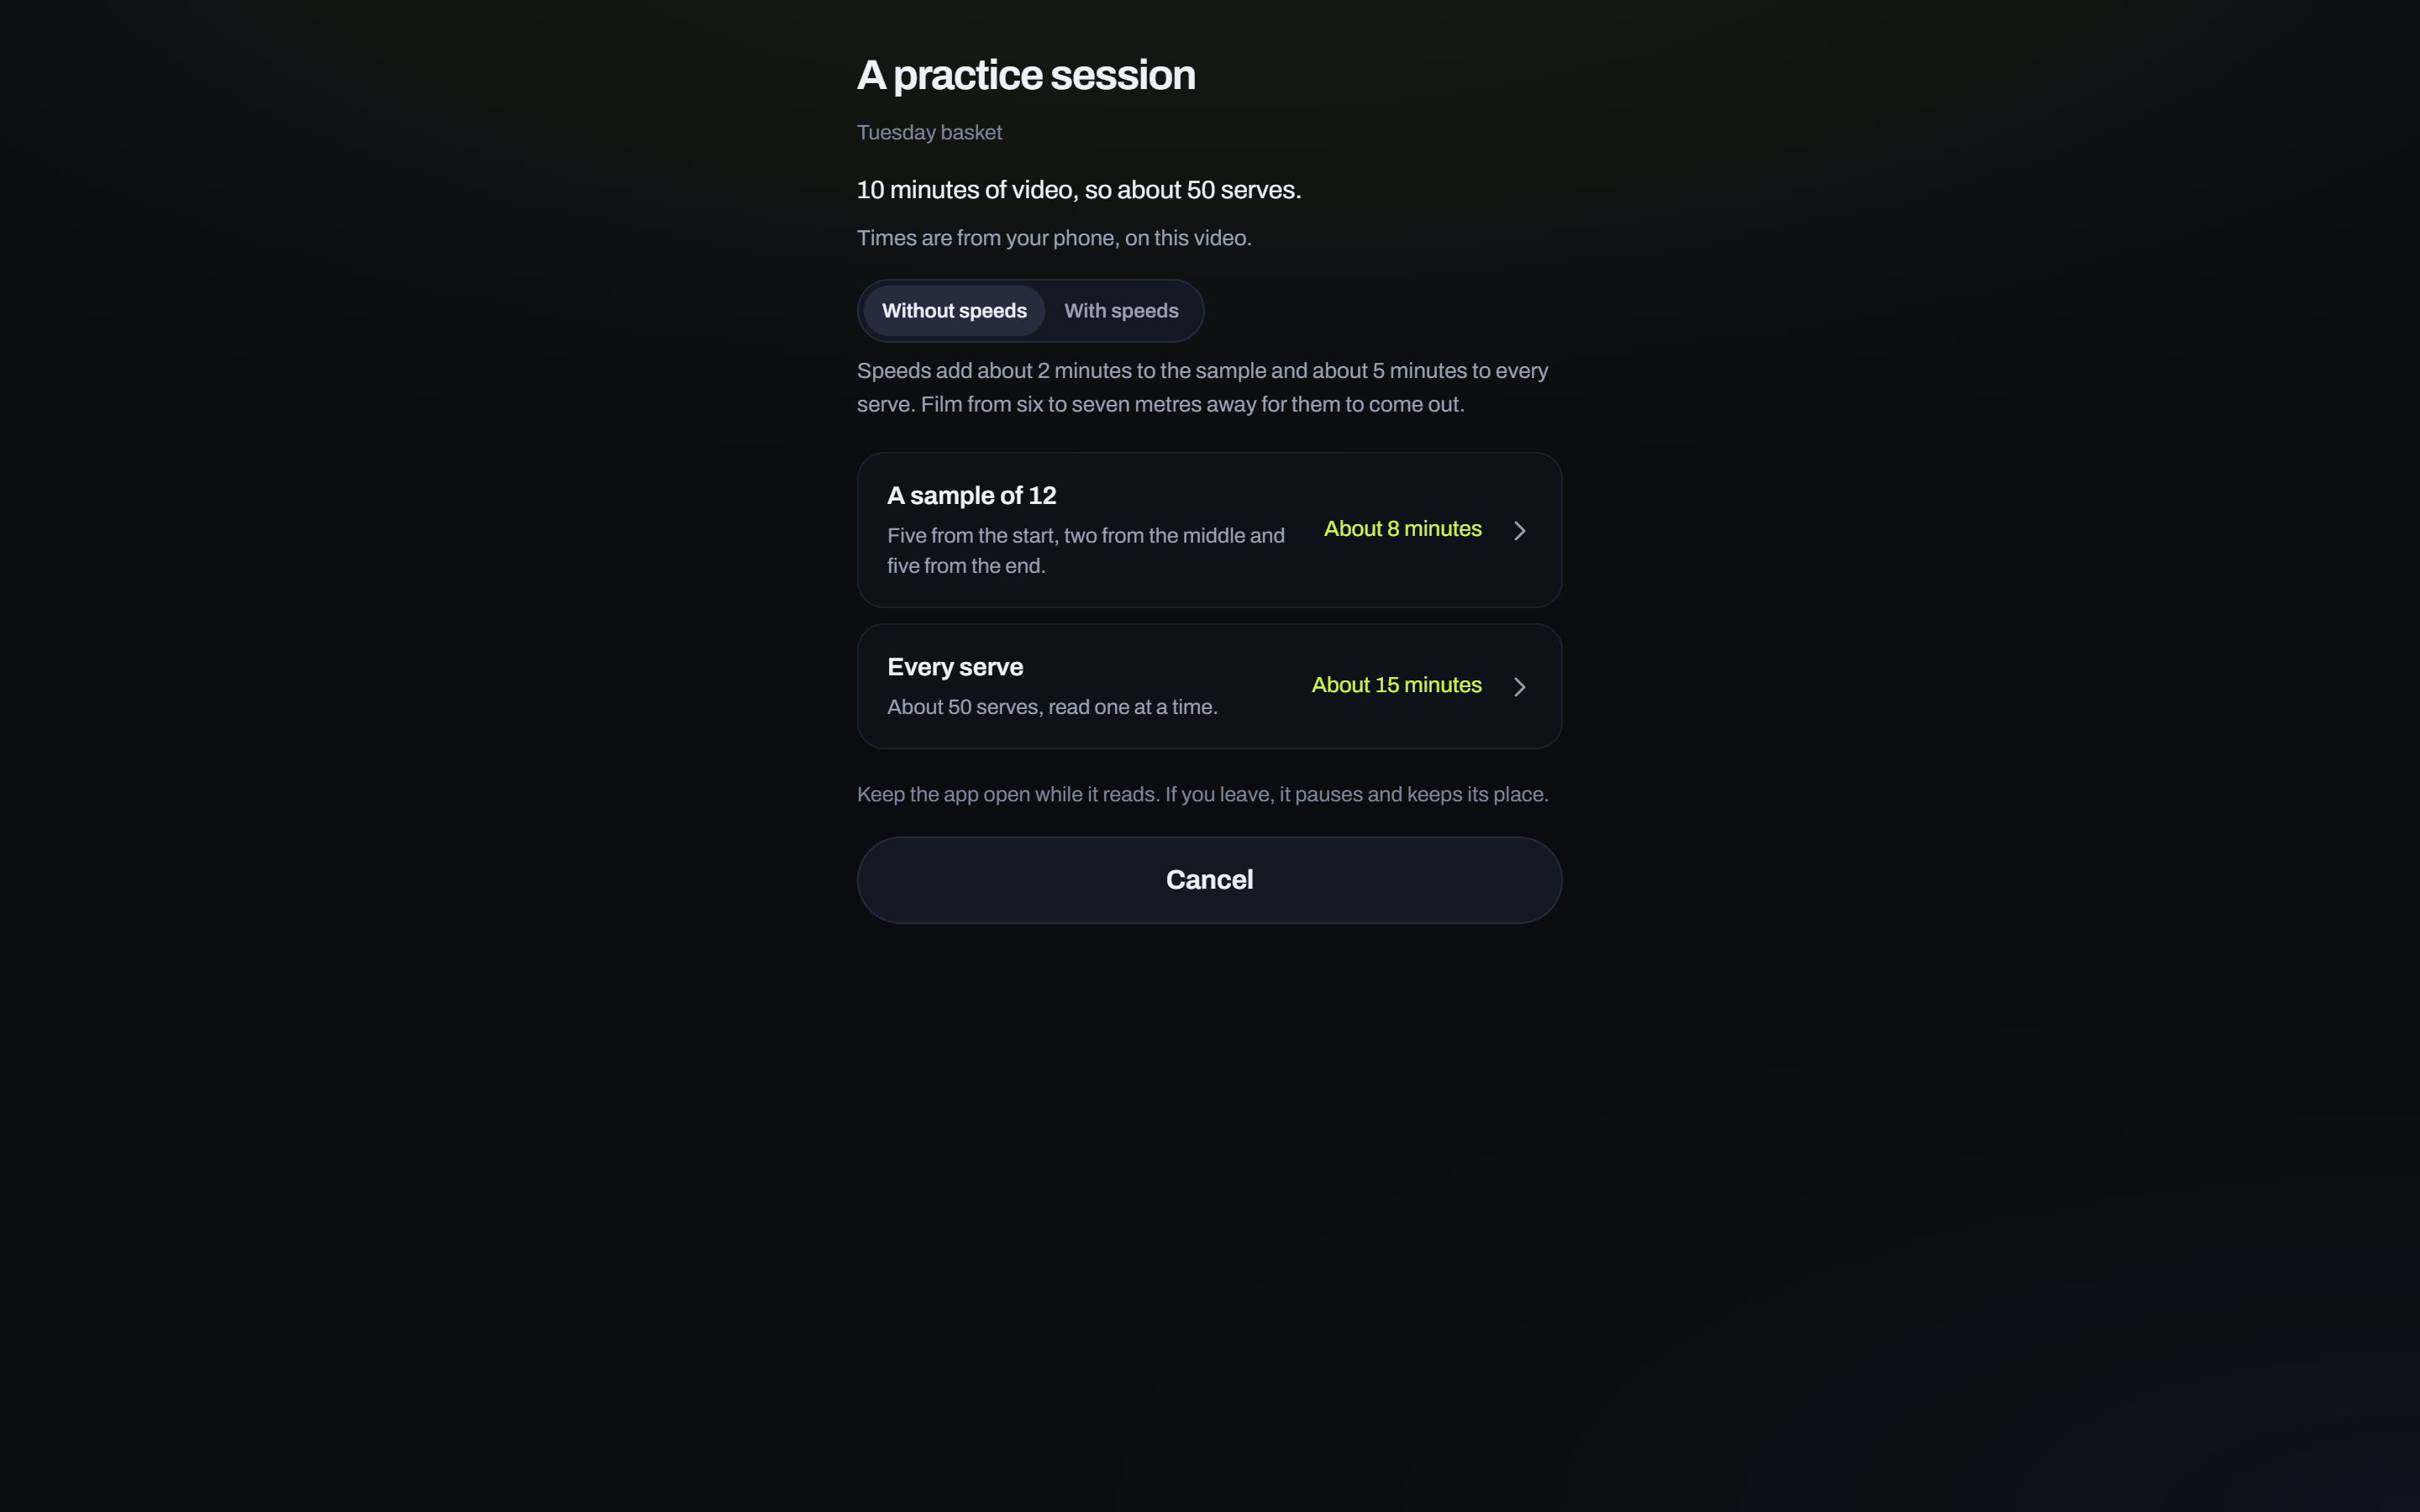 A practice session
Tuesday basket
10 minutes of video, so about 50 serves.
Times are from your phone, on this video.
Without speeds
With speeds
Speeds add about 2 minutes to the sample and about 5 minutes to every
serve. Film from six to seven metres away for them to come out.
A sample of 12
Five from the start, two from the middle and
five from the end.
About 8 minutes
Every serve
About 50 serves, read one at a time.
About 15 minutes
Keep the app open while it reads. If you leave, it pauses and keeps its place.
Cancel